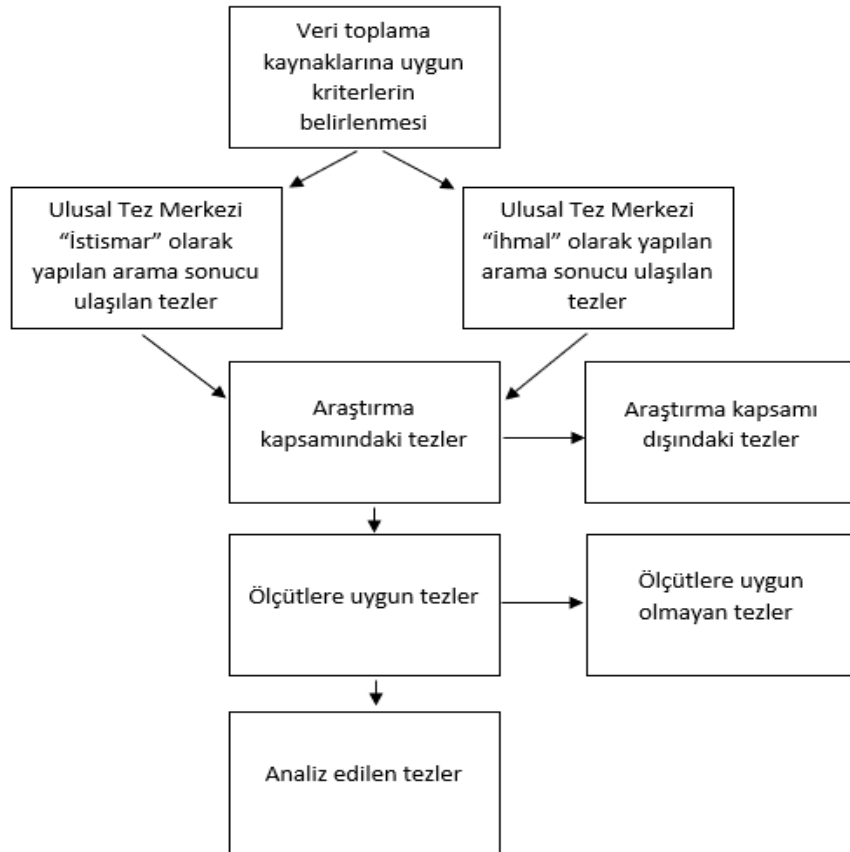 Veri toplama
kaynaklarına uygun
kriterlerin
belirlenmesi
Ulusal Tez Merkezi
“İstismar” olarak
yapılan arama sonucu
ulaşılan tezler
Ulusal Tez Merkezi
“İhmal” olarak yapılan
arama sonucu ulaşılan
tezler
Araştırma
kapsamındaki tezler
Araştırma kapsamı
dışındaki tezler
Ölçütlere uygun tezler
Ölçütlere uygun
olmayan tezler
Analiz edilen tezler